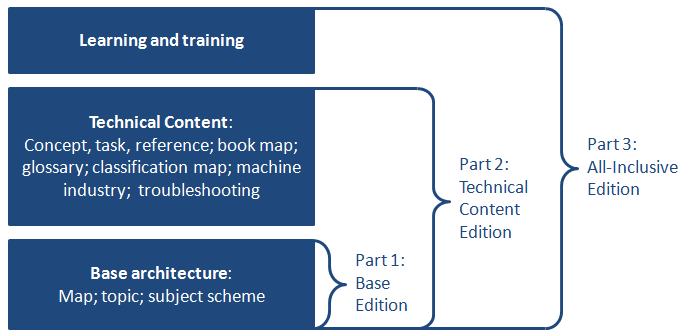 Learning and training
Technical Content:
Concept, task, reference; book map;
glossary; classification map; machine
industry; troubleshooting
Base architecture:
Map; topic; subject scheme
Part 1:
Base
Edition
Part 2:
Technical
Content
Edition
Part 3:
All-Inclusive
Edition